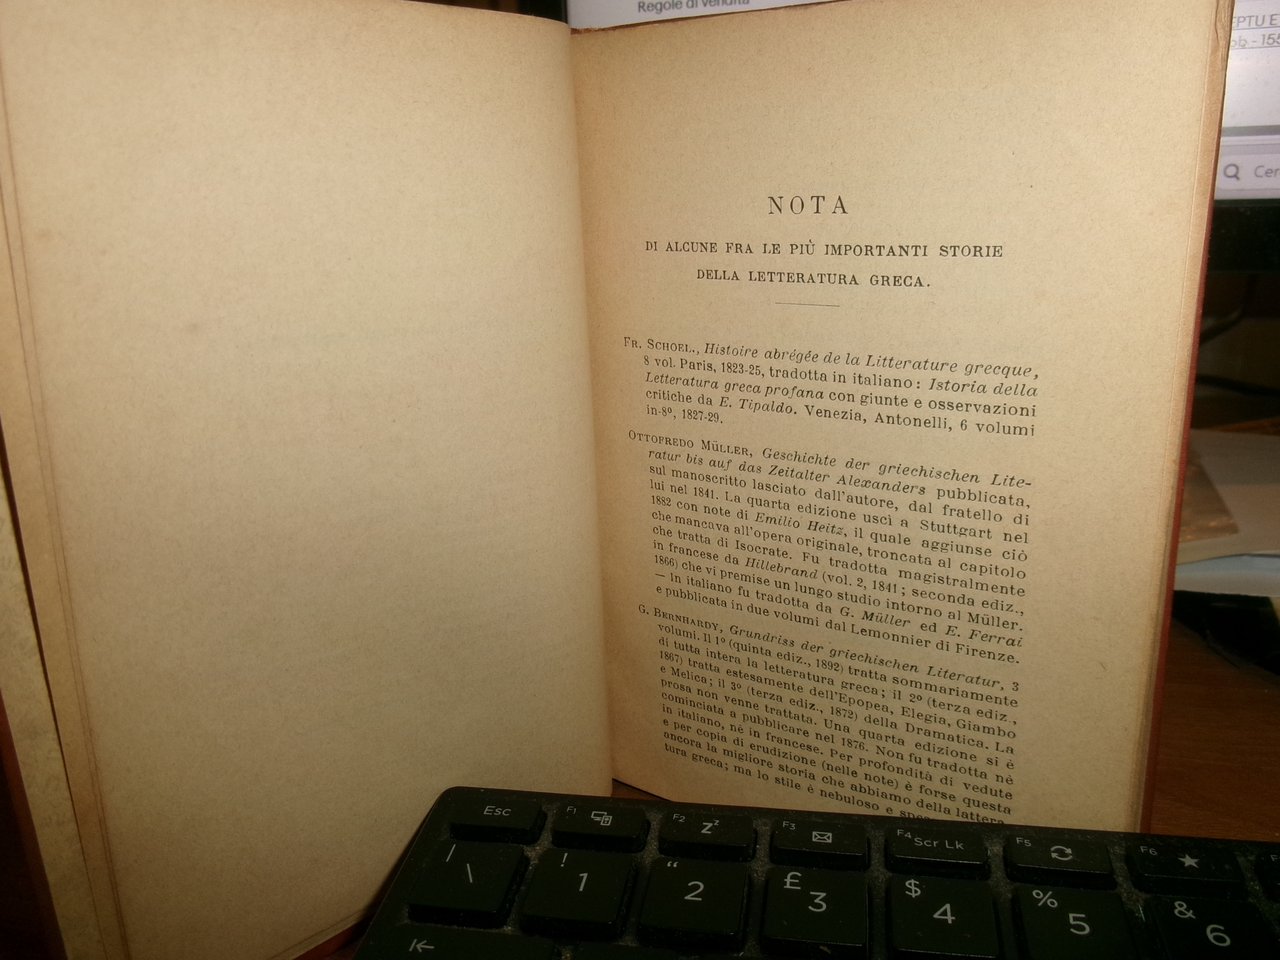 Regole di vendita
EPTU E
ob. - 155
Cer
NOTA
DI ALCUNE FRA LE PIÙ IMPORTANTI STORIE
DELLA LETTERATURA GRECA.
FR. SCHOEL., Histoire abrégée de la Litterature grecque,
8 vol. Paris, 1823-25, tradotta in italiano: Istoria della
Letteratura greca profana con giunte e osservazioni
critiche da E. Tipaldo. Venezia, Antonelli, 6 volumi
in-8º, 1827-29.
OTTOFREDO MÜLLER, Geschichte der griechischen Lite-
ratur bis auf das Zeitalter Alexanders pubblicata,
sul manoscritto lasciato dall'autore, dal fratello di
lui nel 1841. La quarta edizione uscì a Stuttgart nel
1882 con note di Emilio Heitz, il quale aggiunse ciò
che mancava all'opera originale, troncata al capitolo
che tratta di Isocrate. Fu tradotta magistralmente
in francese da Hillebrand (vol. 2, 1841; seconda ediz.,
1866) che vi premise un lungo studio intorno al Müller.
— In italiano fu tradotta da G. Müller ed E. Ferrai
e pubblicata in due volumi dal Lemonnier di Firenze.
G. BERNHARDY, Grundriss der griechischen Literatur, 3
volumi. Il 1º (quinta ediz., 1892) tratta sommariamente
di tutta intera la letteratura greca; il 2º (terza ediz.,
1867) tratta estesamente dell'Epopea, Elegia, Giambo
e Melica; il 3º (terza ediz., 1872) della Dramatica. La
prosa non venne trattata. Una quarta edizione si è
cominciata a pubblicare nel 1876. Non fu tradotta nè
in italiano, nè in francese. Per profondità di vedute
e per copia di erudizione (nelle note) è forse questa
ancora la migliore storia che abbiamo della lattera
tura greca; ma lo stile è nebuloso e
Esc F1 F2 Zzz F3 F4 Scr Lk F5 F6
| \ ! 1 “ 2 £ 3 $ 4 % 5 & 6